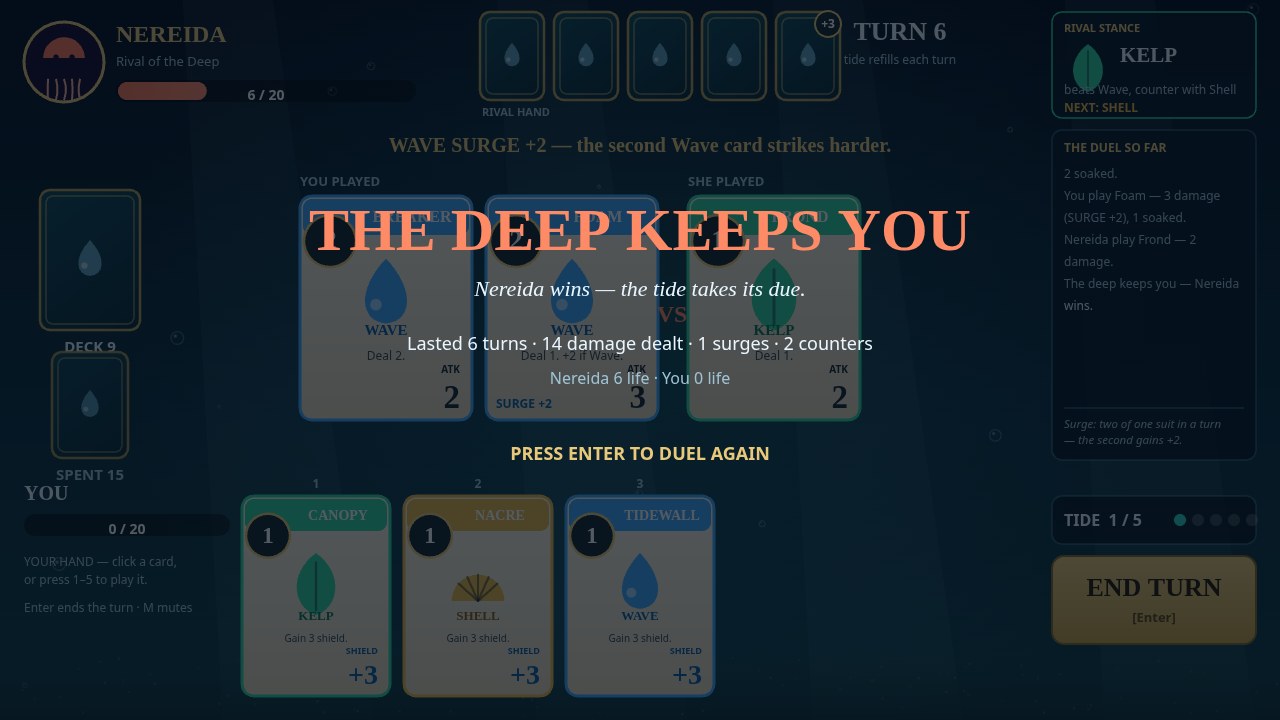 NEREIDA
Rival of the Deep
6 / 20
RIVAL HAND
+3
TURN 6
tide refills each turn
RIVAL STANCE
KELP
beats Wave, counter with Shell
NEXT: SHELL
WAVE SURGE +2 — the second Wave card strikes harder.
YOU PLAYED
SHE PLAYED
THE DEEP KEEPS YOU
Nereida wins — the tide takes its due.
VS
WAVE
WAVE
KELP
Lasted 6 turns · 14 damage dealt · 1 surges · 2 counters
Deal 2.
Deal 1. +2 if Wave.
Deal 1.
Nereida 6 life · You 0 life
ATK
2
SURGE +2
ATK
3
ATK
2
PRESS ENTER TO DUEL AGAIN
THE DUEL SO FAR
2 soaked.
You play Foam — 3 damage
(SURGE +2), 1 soaked.
Nereida play Frond — 2
damage.
The deep keeps you — Nereida
wins.
Surge: two of one suit in a turn
— the second gains +2.
DECK 9
SPENT 15
YOU
0 / 20
YOUR HAND — click a card,
or press 1–5 to play it.
Enter ends the turn · M mutes
1
2
3
1
CANOPY
KELP
Gain 3 shield.
SHIELD
+3
1
NACRE
SHELL
Gain 3 shield.
SHIELD
+3
1
TIDEWALL
WAVE
Gain 3 shield.
SHIELD
+3
TIDE 1 / 5
END TURN
[Enter]